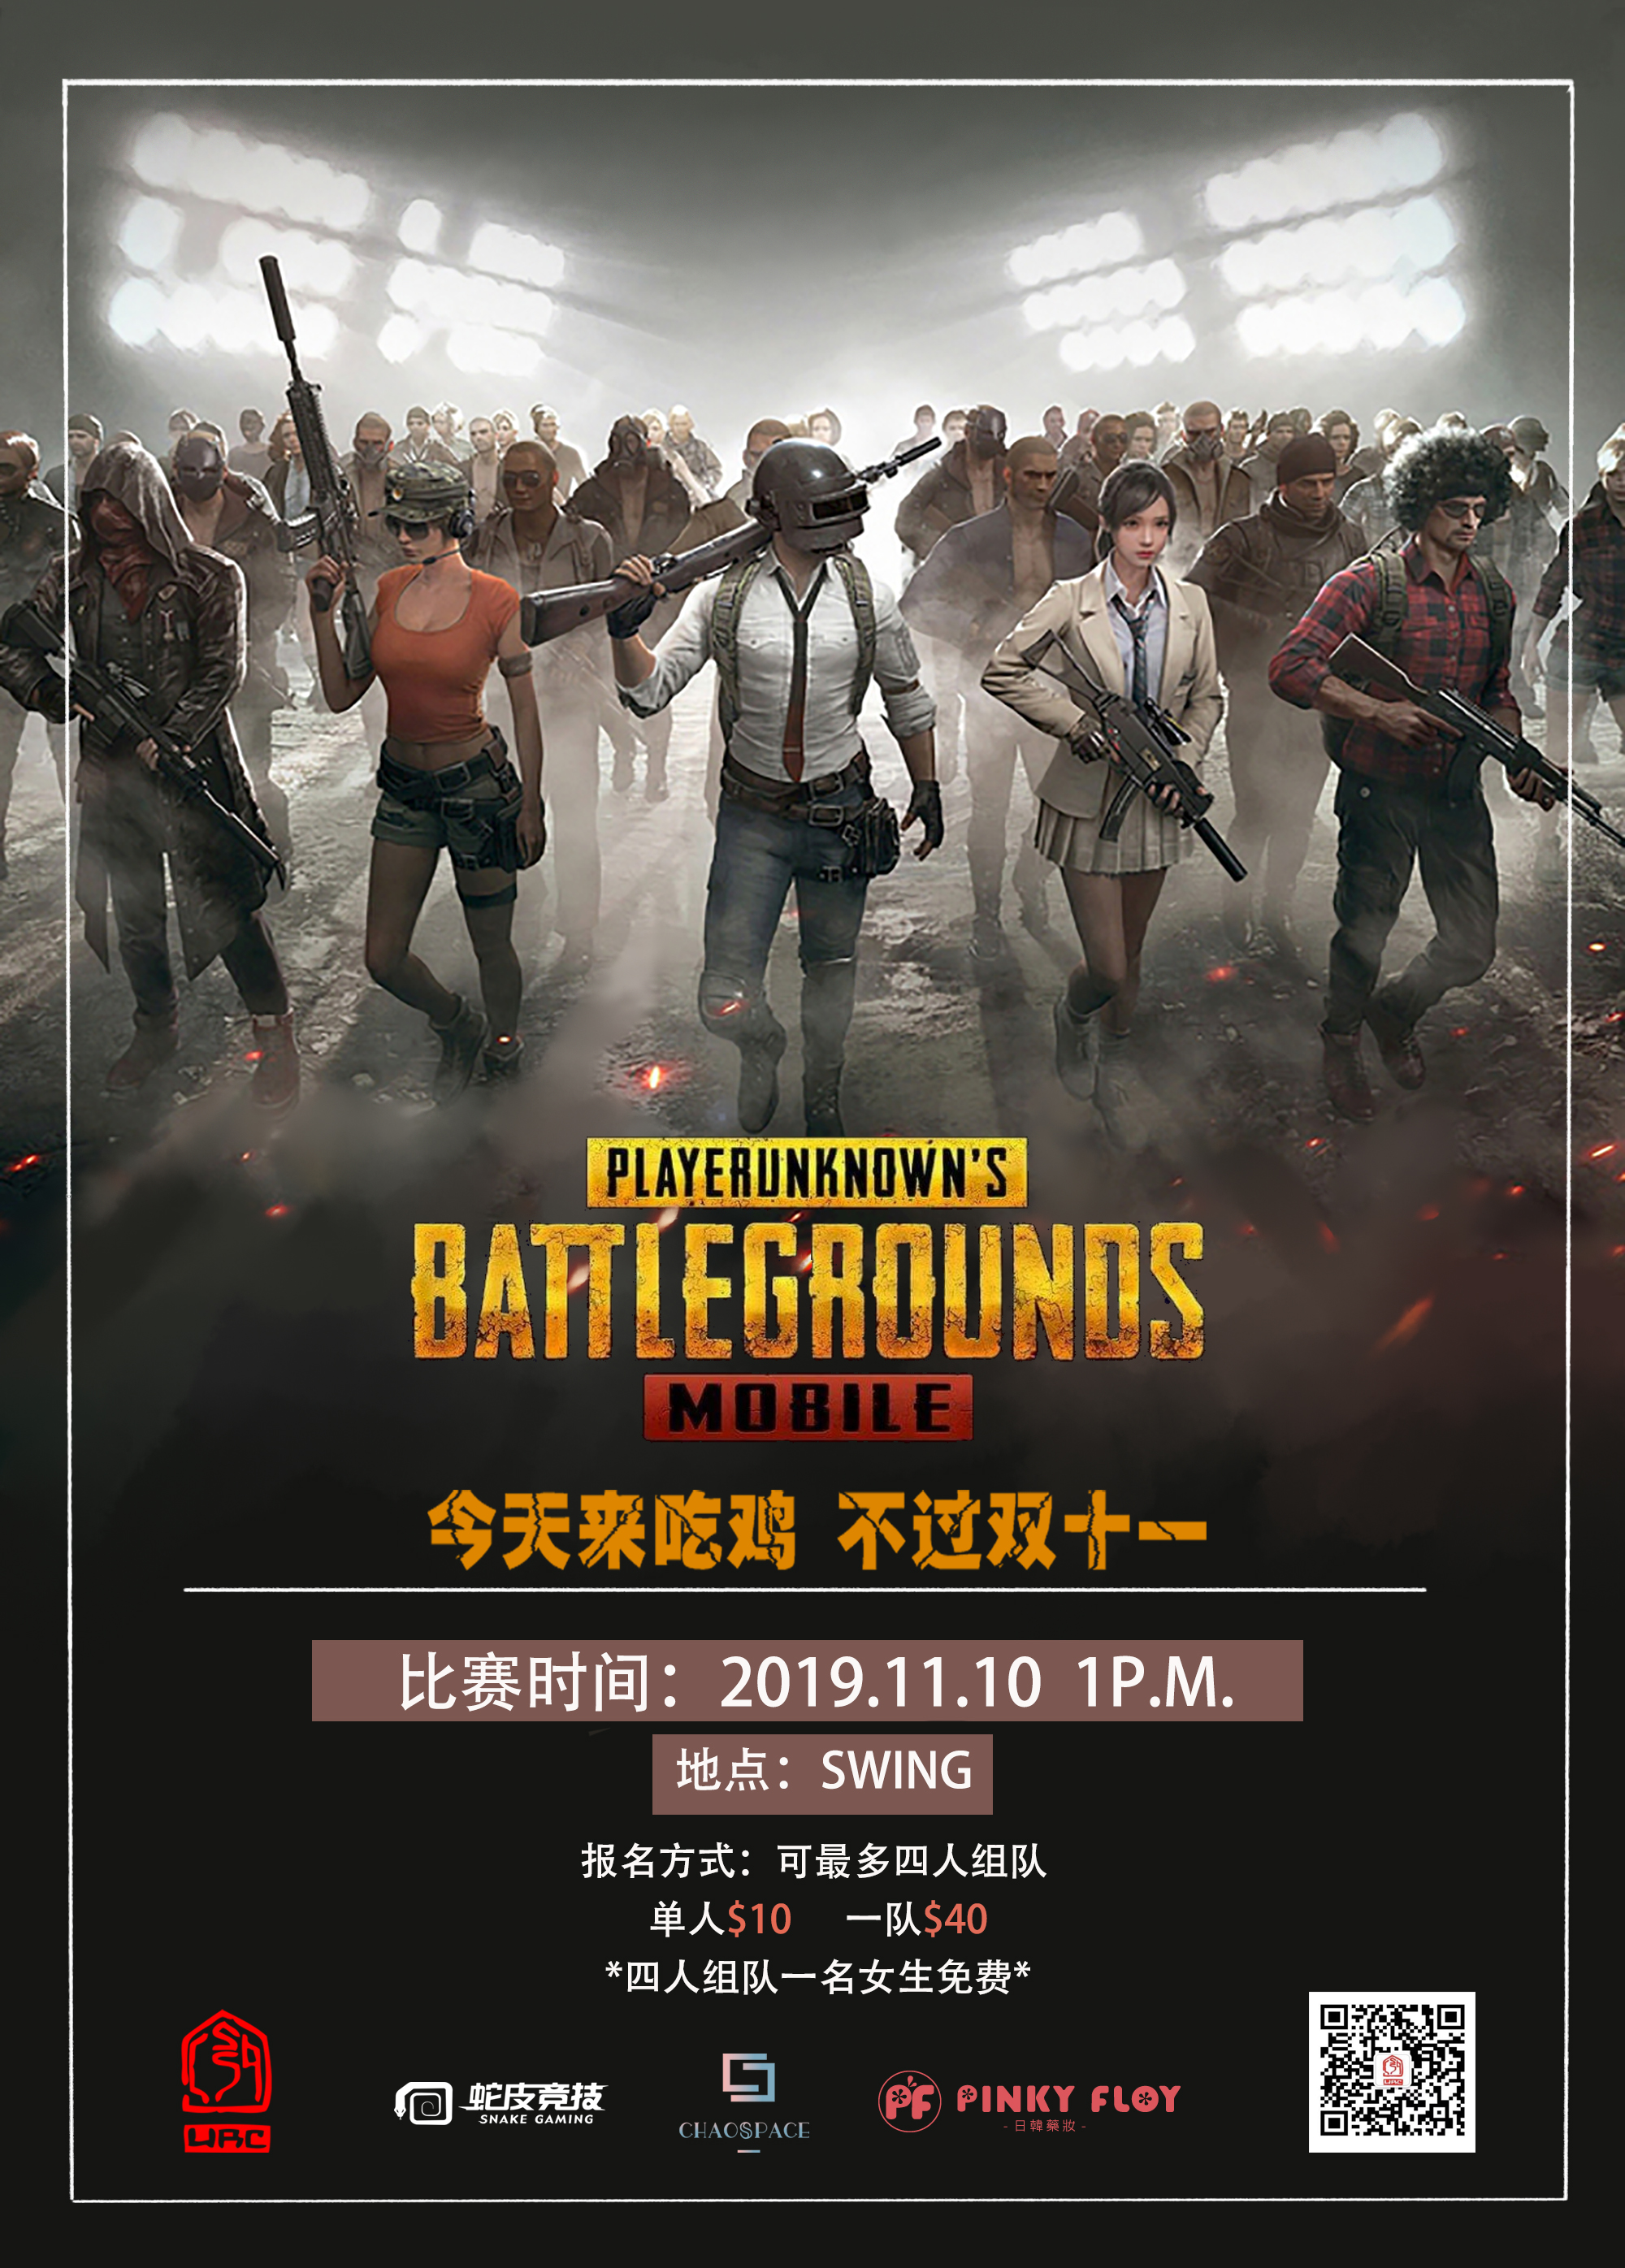 PLAYERUNKNOWN'S
BATTLEGROUNDS
MOBILE
今天来吃鸡 不过双十一
比赛时间：2019.11.10 1P.M.
地点：SWING
报名方式：可最多四人组队
单人$10 一队$40
*四人组队一名女生免费*
URC
蛇皮竞技
SNAKE GAMING
CHAOSPACE
PF PINKY FLOY
-日韓藥妝-